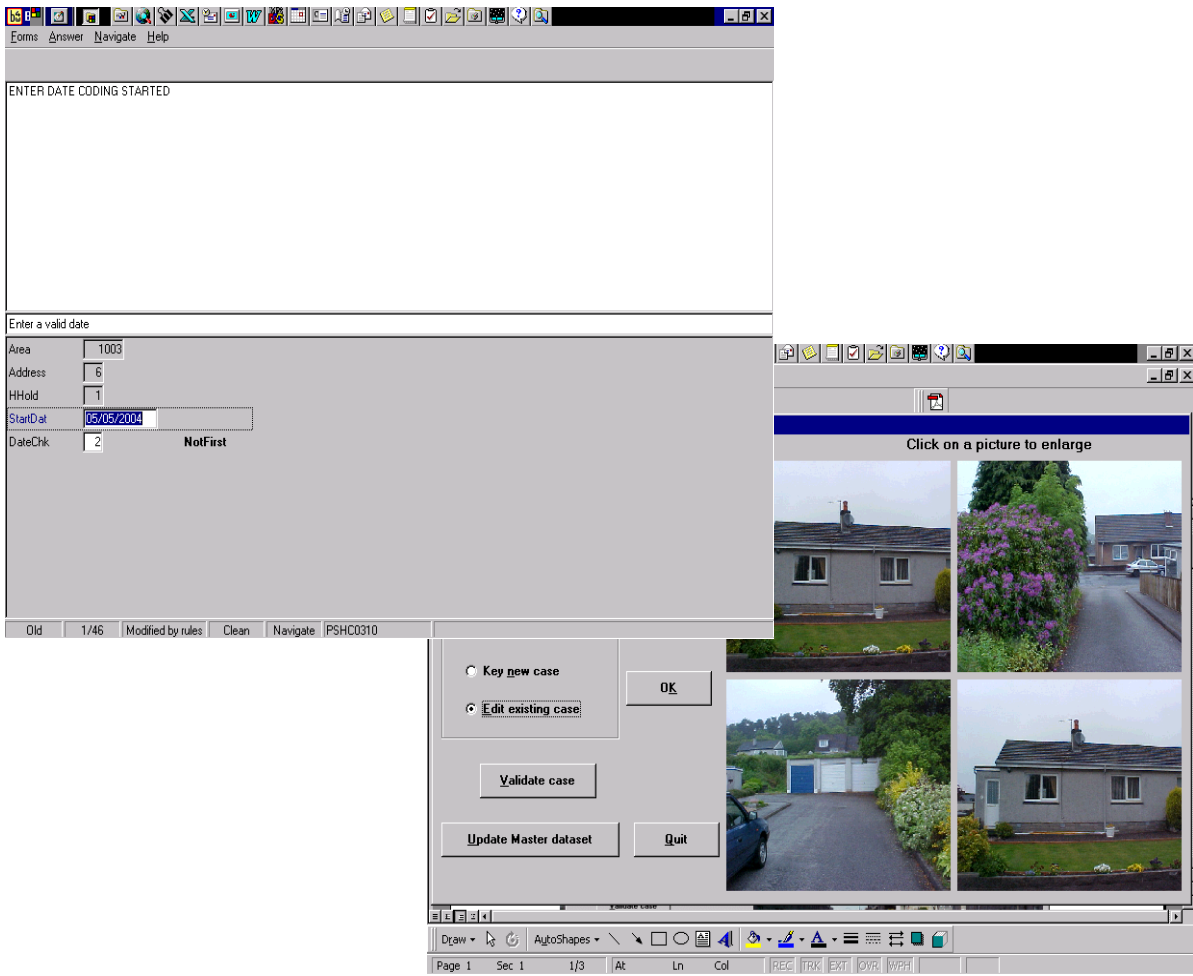 Forms Answer Navigate Help
ENTER DATE CODING STARTED
Enter a valid date
Area 1003
Address 6
HHold 1
StartDat 05/05/2004
DateChk 2 NotFirst
Old 1/46 Modified by rules Clean Navigate PSHC0310
Click on a picture to enlarge
Key new case
Edit existing case
OK
Validate case
Update Master dataset Quit
Validate case
Draw AutoShapes
Page 1 Sec 1 1/3 At Ln Col REC TRK EXT OVR WPH